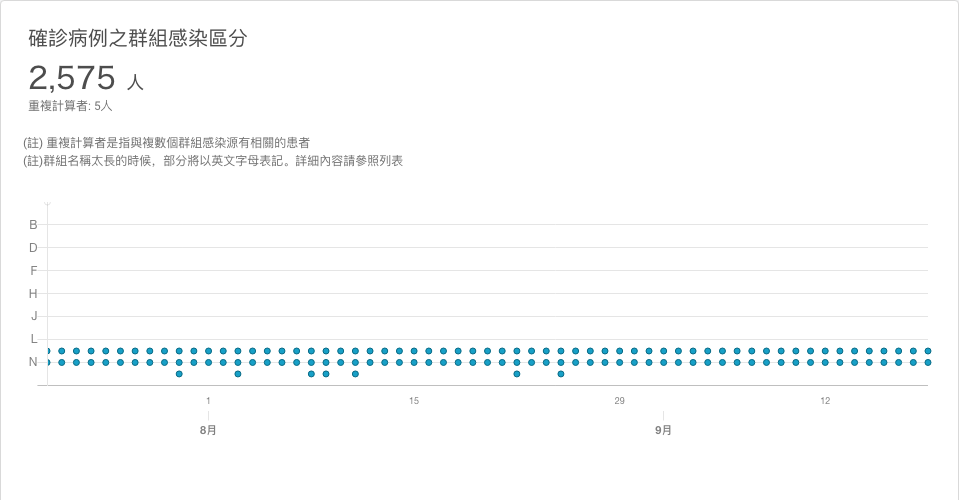 確診病例之群組感染區分
2,575 人
重複計算者: 5人
(註) 重複計算者是指與複數個群組感染源有相關的患者
(註)群組名稱太長的時候，部分將以英文字母表記。詳細內容請參照列表
B
D
F
H
J
L
N
1 15 29 12
8月 9月